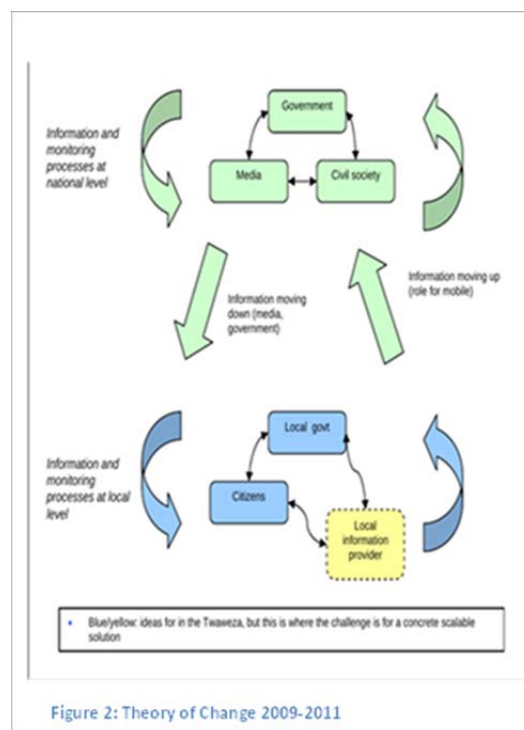 Government
Information and
monitoring
processes at
national level
Media
Civil society
Information moving up
(role for mobile)
Information moving
down (media,
government)
Local govt
Information and
monitoring
processes at local
level
Citizens
Local
information
provider
• Blue/yellow: ideas for in the Twaweza, but this is where the challenge is for a concrete scalable
solution
Figure 2: Theory of Change 2009-2011